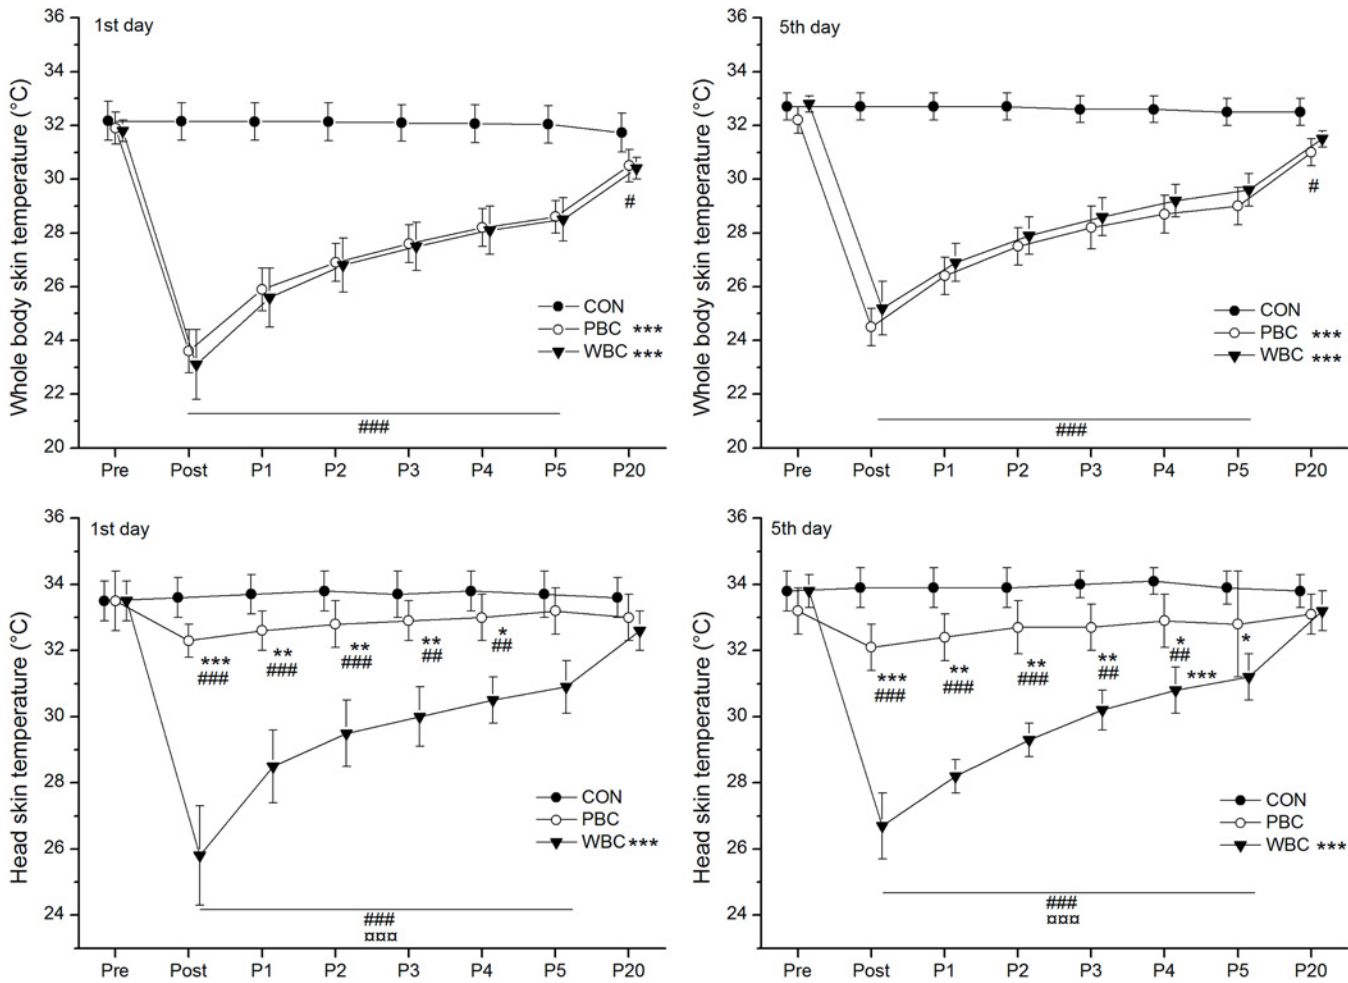 1st day
Whole body skin temperature (°C)
36
34
32
30
28
26
24
22
20
#
CON
PBC ***
WBC ***
###
Pre Post P1 P2 P3 P4 P5 P20
5th day
Whole body skin temperature (°C)
36
34
32
30
28
26
24
22
20
#
CON
PBC ***
WBC ***
###
Pre Post P1 P2 P3 P4 P5 P20
1st day
Head skin temperature (°C)
36
34
32
30
28
26
24
*** ** ** ** *
### ### ### ## ##
CON
PBC
WBC ***
###
¤¤¤
Pre Post P1 P2 P3 P4 P5 P20
5th day
Head skin temperature (°C)
36
34
32
30
28
26
24
*** ** ** ** * *
### ### ### ## ##
***
CON
PBC
WBC ***
###
¤¤¤
Pre Post P1 P2 P3 P4 P5 P20